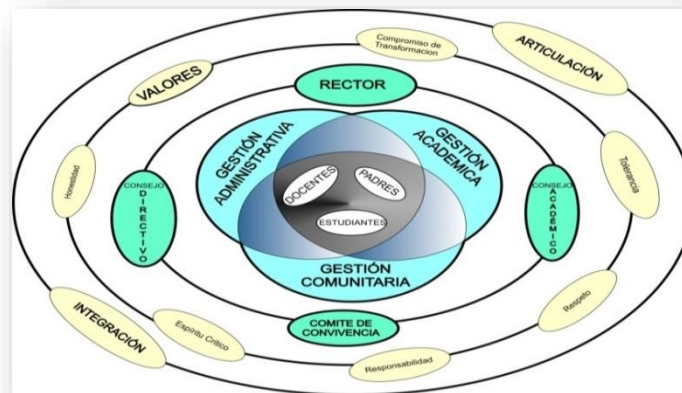 Compromiso de
Transformacion
ARTICULACIÓN
VALORES
RECTOR
GESTIÓN
ADMINISTRATIVA
GESTIÓN
ACADEMICA
Honestidad
Tolerancia
DOCENTES
PADRES
CONSEJO
DIRECTIVO
CONSEJO
ACADÉMICO
ESTUDIANTES
GESTIÓN
COMUNITARIA
INTEGRACIÓN
Espíritu Crítico
COMITE DE
CONVIVENCIA
Respeto
Responsabilidad